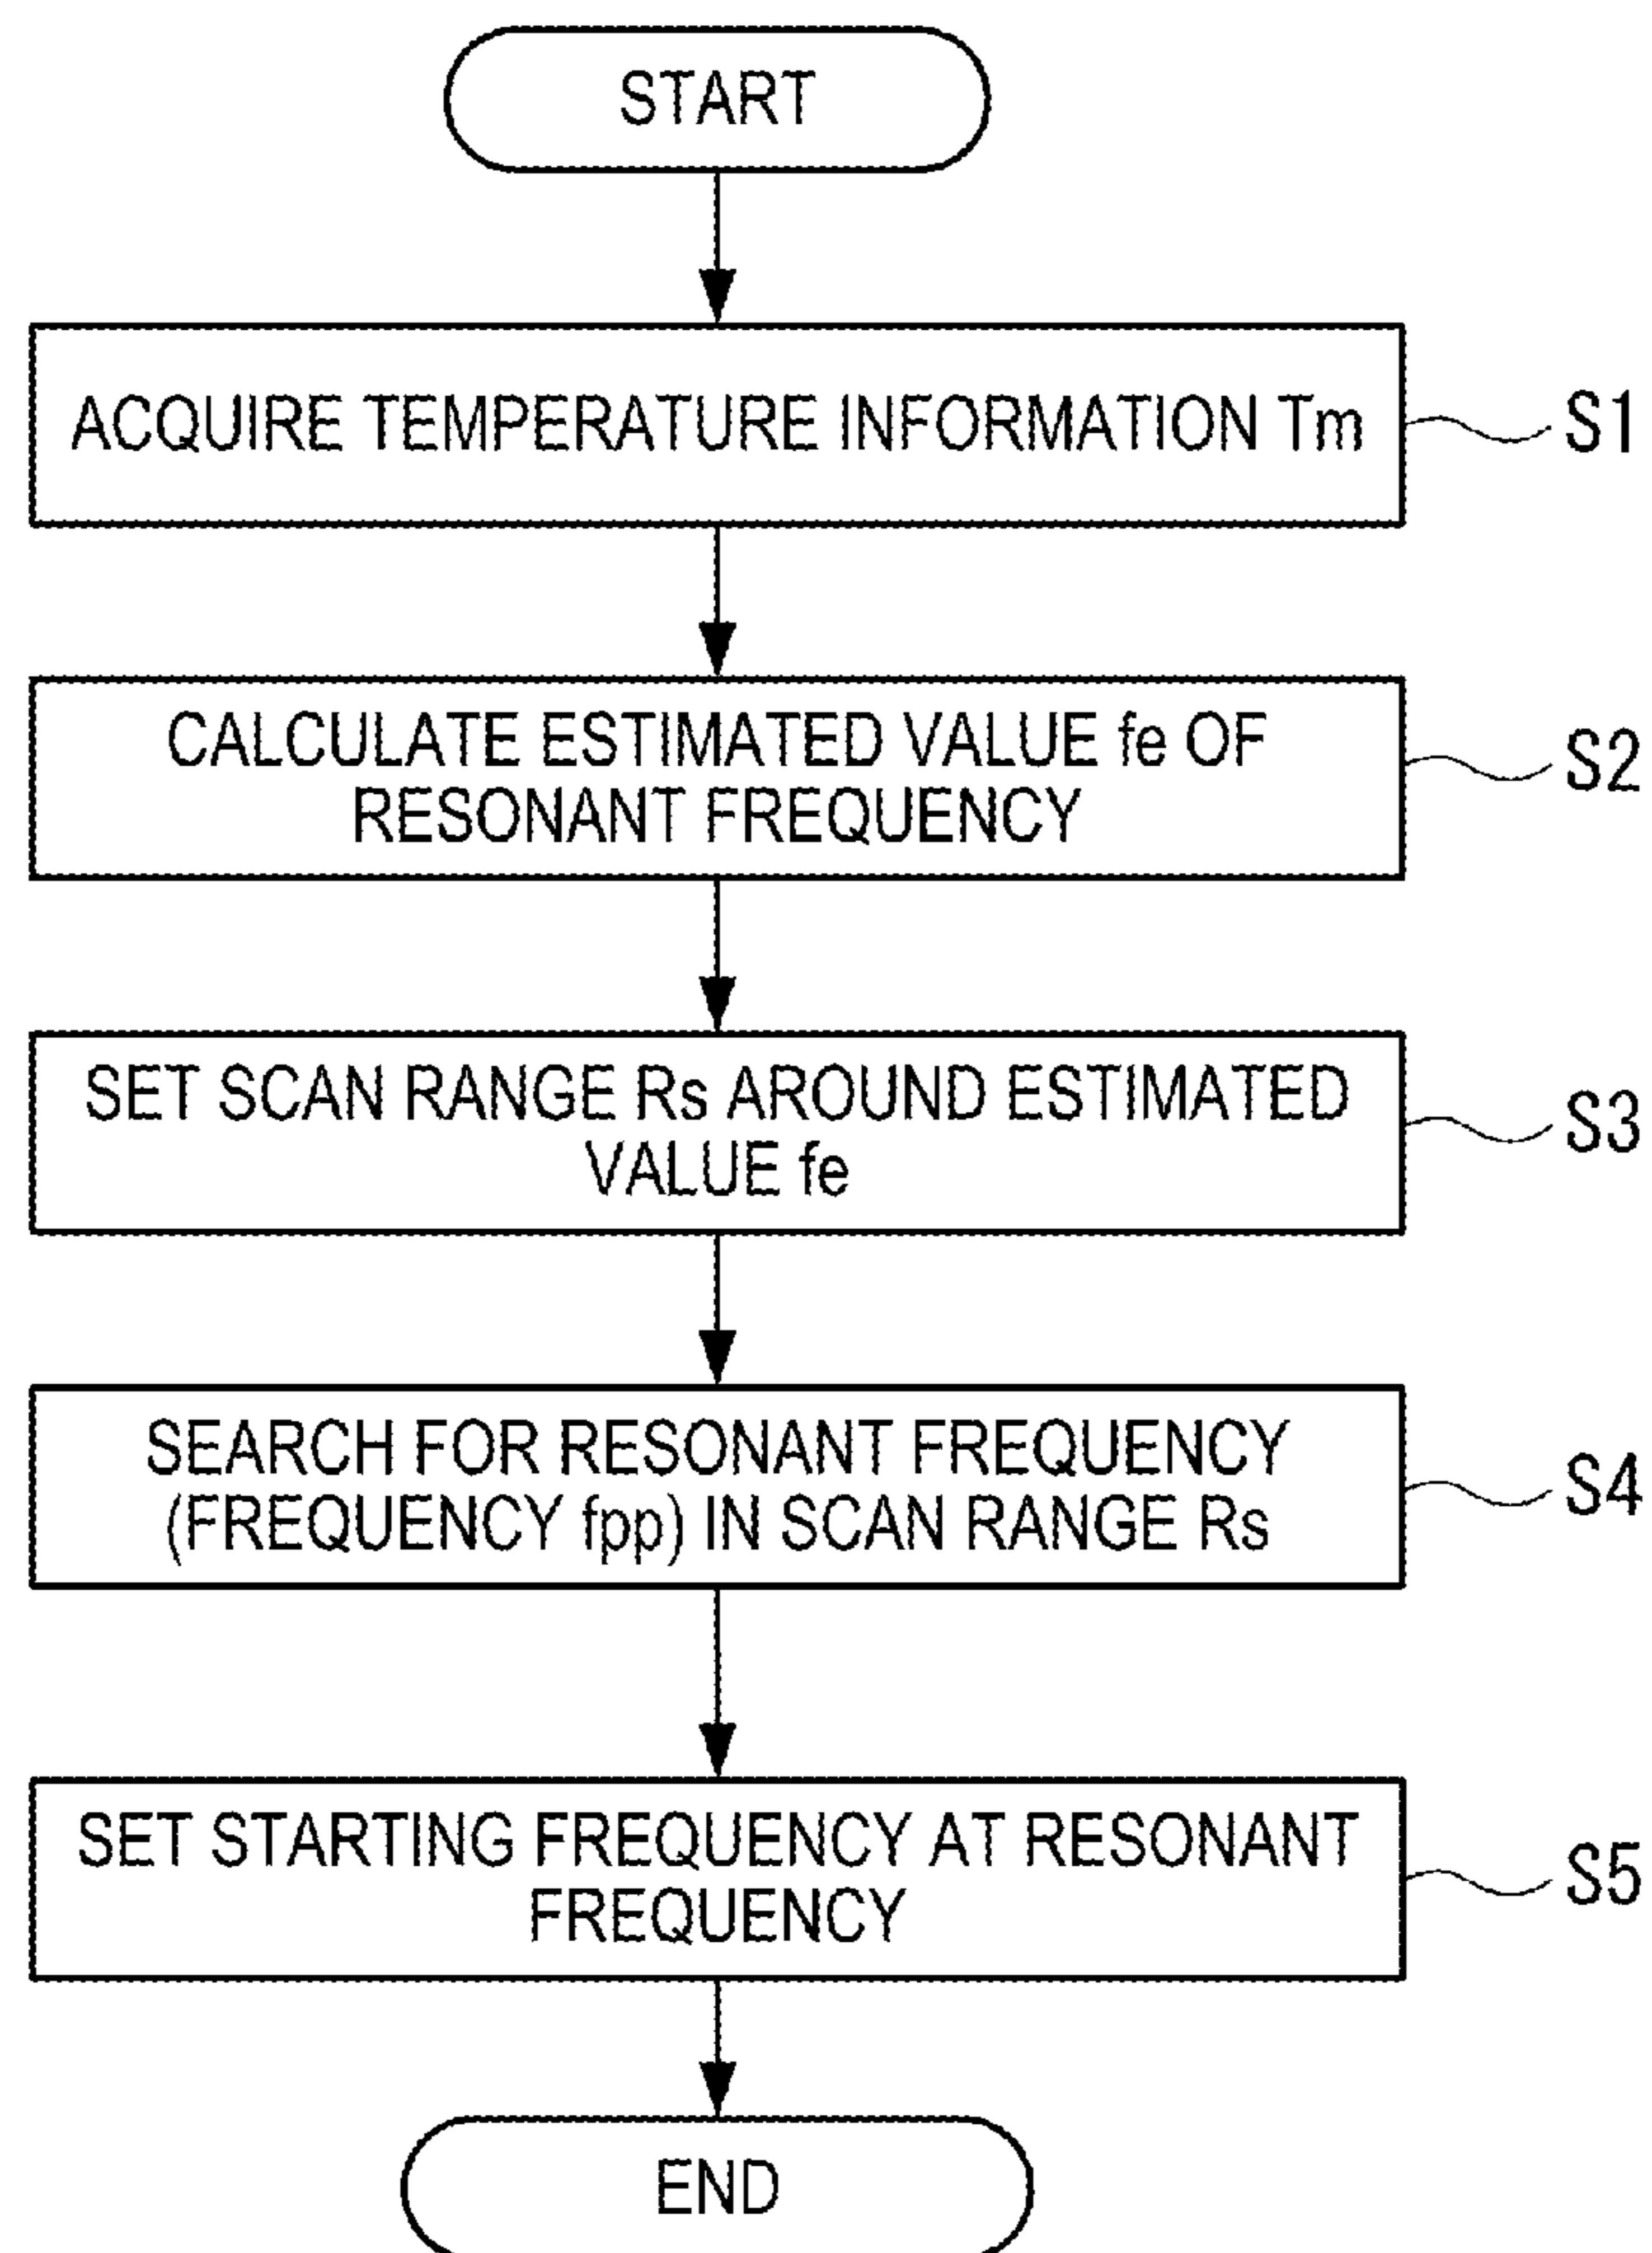 START
ACQUIRE TEMPERATURE INFORMATION Tm
S1
CALCULATE ESTIMATED VALUE fe OF
RESONANT FREQUENCY
S2
SET SCAN RANGE Rs AROUND ESTIMATED
VALUE fe
S3
SEARCH FOR RESONANT FREQUENCY
(FREQUENCY fpp) IN SCAN RANGE Rs
S4
SET STARTING FREQUENCY AT RESONANT
FREQUENCY
S5
END